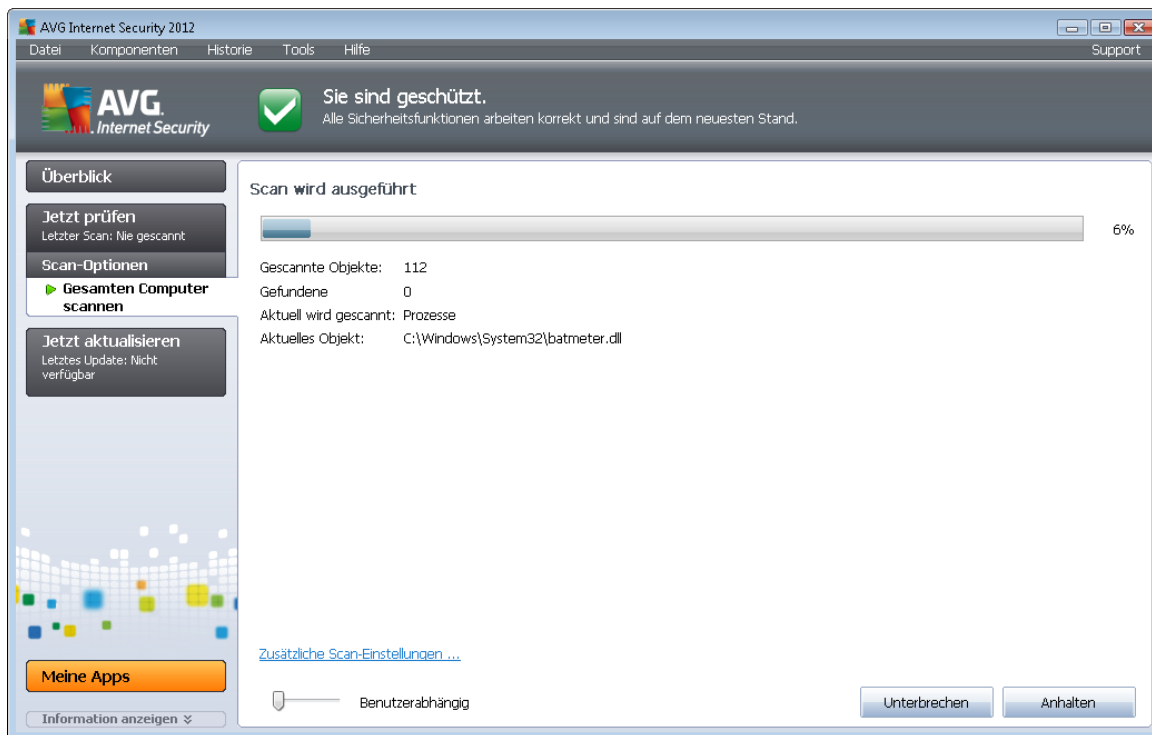 AVG Internet Security 2012
Datei Komponenten Historie Tools Hilfe Support
AVG.
Internet Security
Sie sind geschützt.
Alle Sicherheitsfunktionen arbeiten korrekt und sind auf dem neuesten Stand.
Überblick
Jetzt prüfen
Letzter Scan: Nie gescannt
Scan-Optionen
Gesamten Computer
scannen
Jetzt aktualisieren
Letztes Update: Nicht
verfügbar
Meine Apps
Information anzeigen
Scan wird ausgeführt
6%
Gescannte Objekte: 112
Gefundene 0
Aktuell wird gescannt: Prozesse
Aktuelles Objekt: C:\Windows\System32\batmeter.dll
Zusätzliche Scan-Einstellungen ...
Benutzerabhängig
Unterbrechen Anhalten